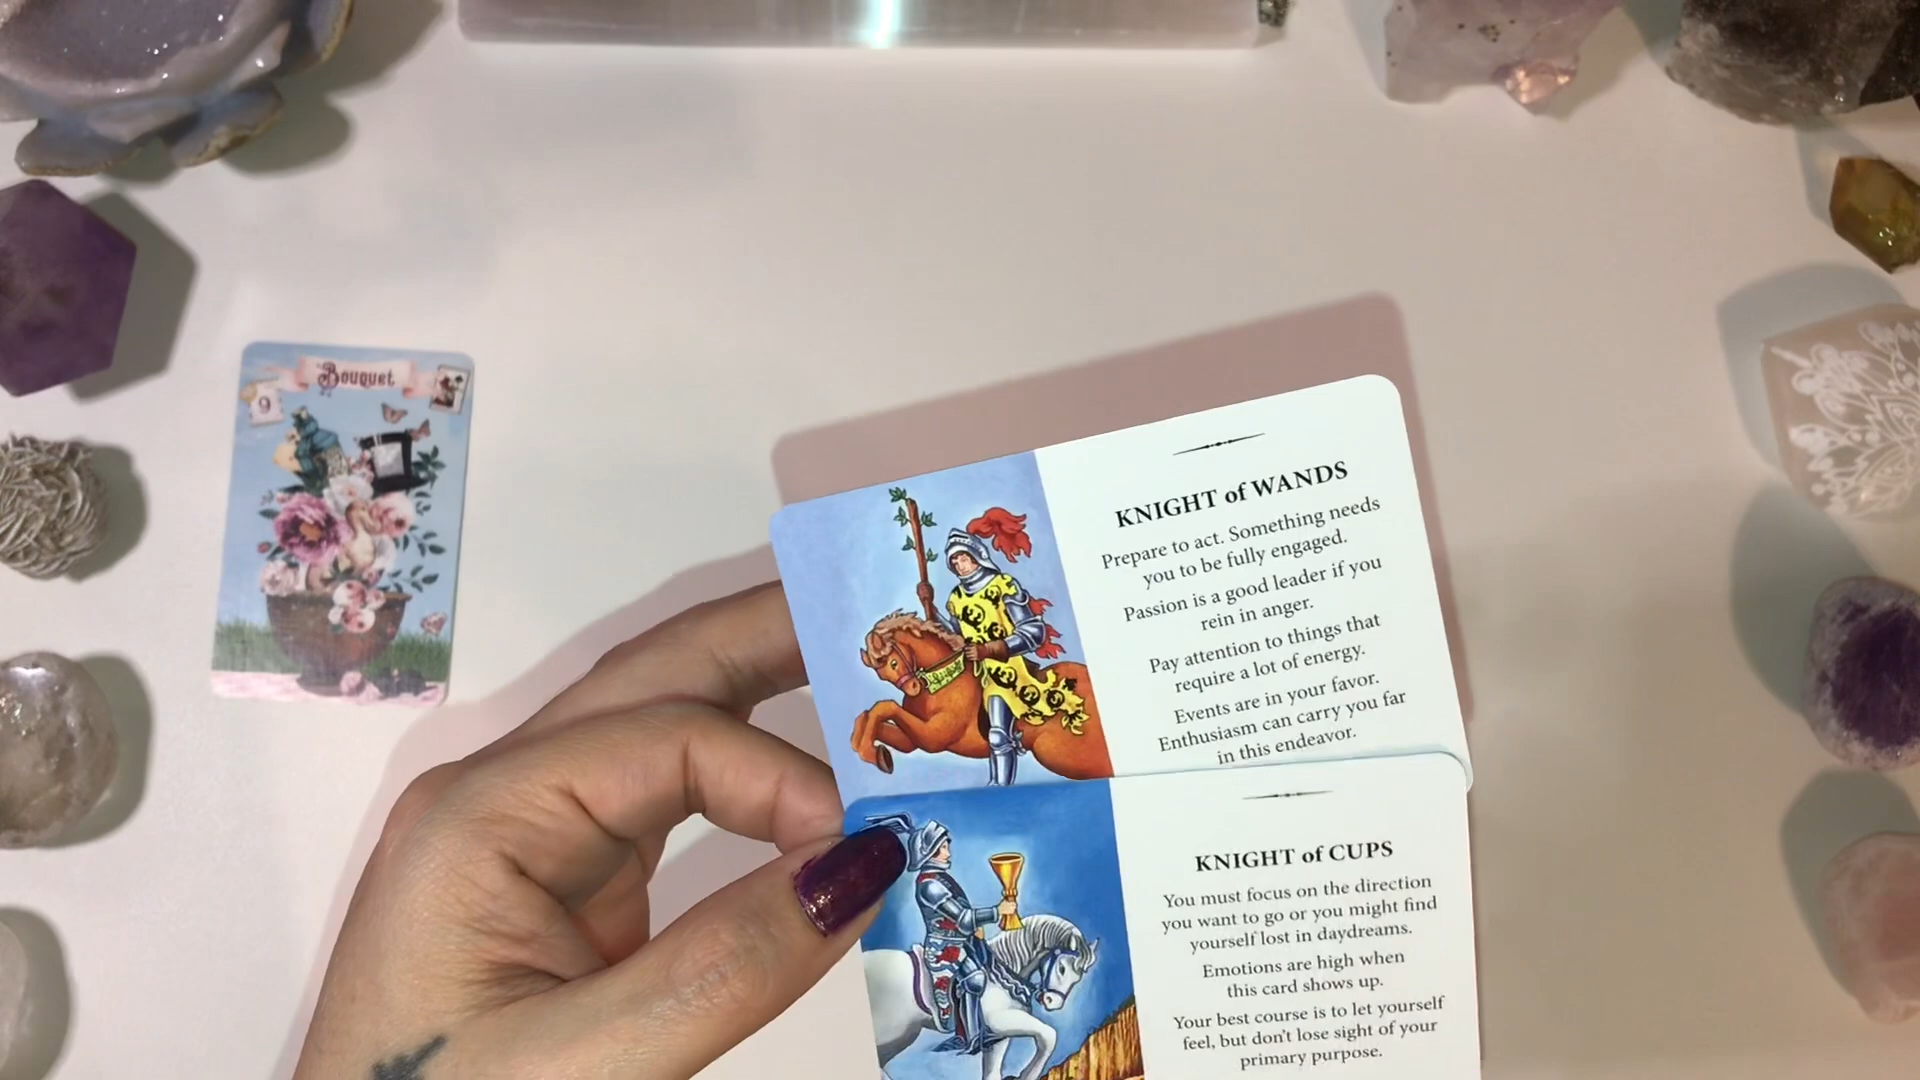 Bouquet
9
KNIGHT of WANDS
Prepare to act. Something needs
you to be fully engaged.
Passion is a good leader if you
rein in anger.
Pay attention to things that
require a lot of energy.
Events are in your favor.
Enthusiasm can carry you far
in this endeavor.
KNIGHT of CUPS
You must focus on the direction
you want to go or you might find
yourself lost in daydreams.
Emotions are high when
this card shows up.
Your best course is to let yourself
feel, but don't lose sight of your
primary purpose.